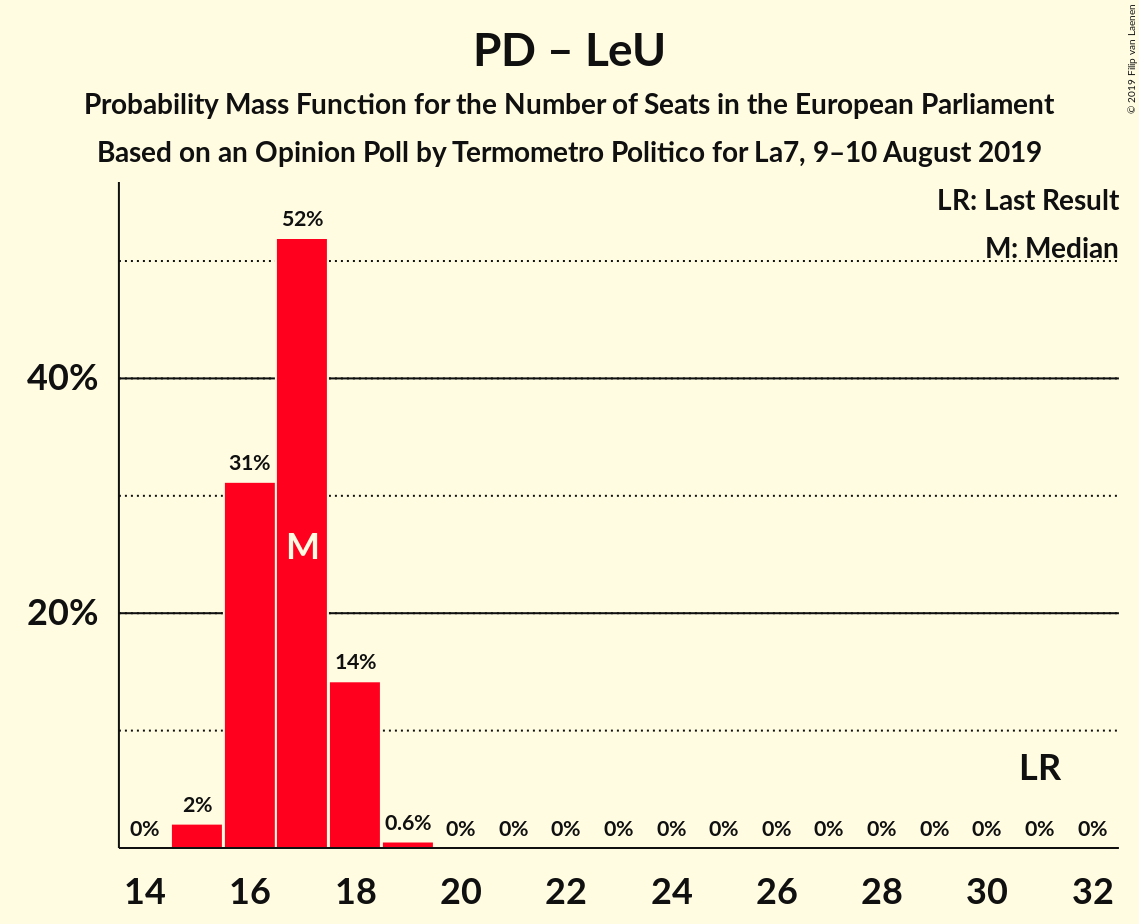 PD – LeU
Probability Mass Function for the Number of Seats in the European Parliament
Based on an Opinion Poll by Termometro Politico for La7, 9–10 August 2019
© 2019 Filip van Laenen
LR: Last Result
M: Median
52%
40%
31%
M
20%
14%
LR
0% 2% 0.6% 0% 0% 0% 0% 0% 0% 0% 0% 0% 0% 0% 0% 0%
14 16 18 20 22 24 26 28 30 32